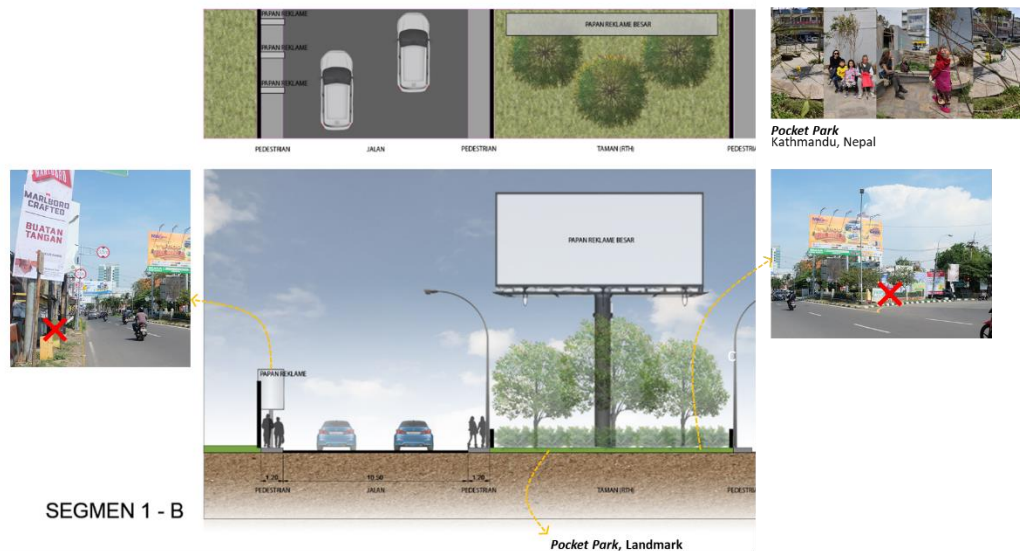 PAPAN REKLAME
PAPAN REKLAME
PAPAN REKLAME
PAPAN REKLAME BESAR
PEDESTRIAN
JALAN
PEDESTRIAN
TAMAN (RTH)
PEDESTRI
Pocket Park
Kathmandu, Nepal
MARLBORO
CRAFTED
BUATAN
TANGAN
PAPAN REKLAME BESAR
PAPAN REKLAME
1.20
10.50
1.20
PEDESTRIAN
JALAN
PEDESTRIAN
TAMAN (RTH)
PEDESTRIA
SEGMEN 1 - B
Pocket Park, Landmark